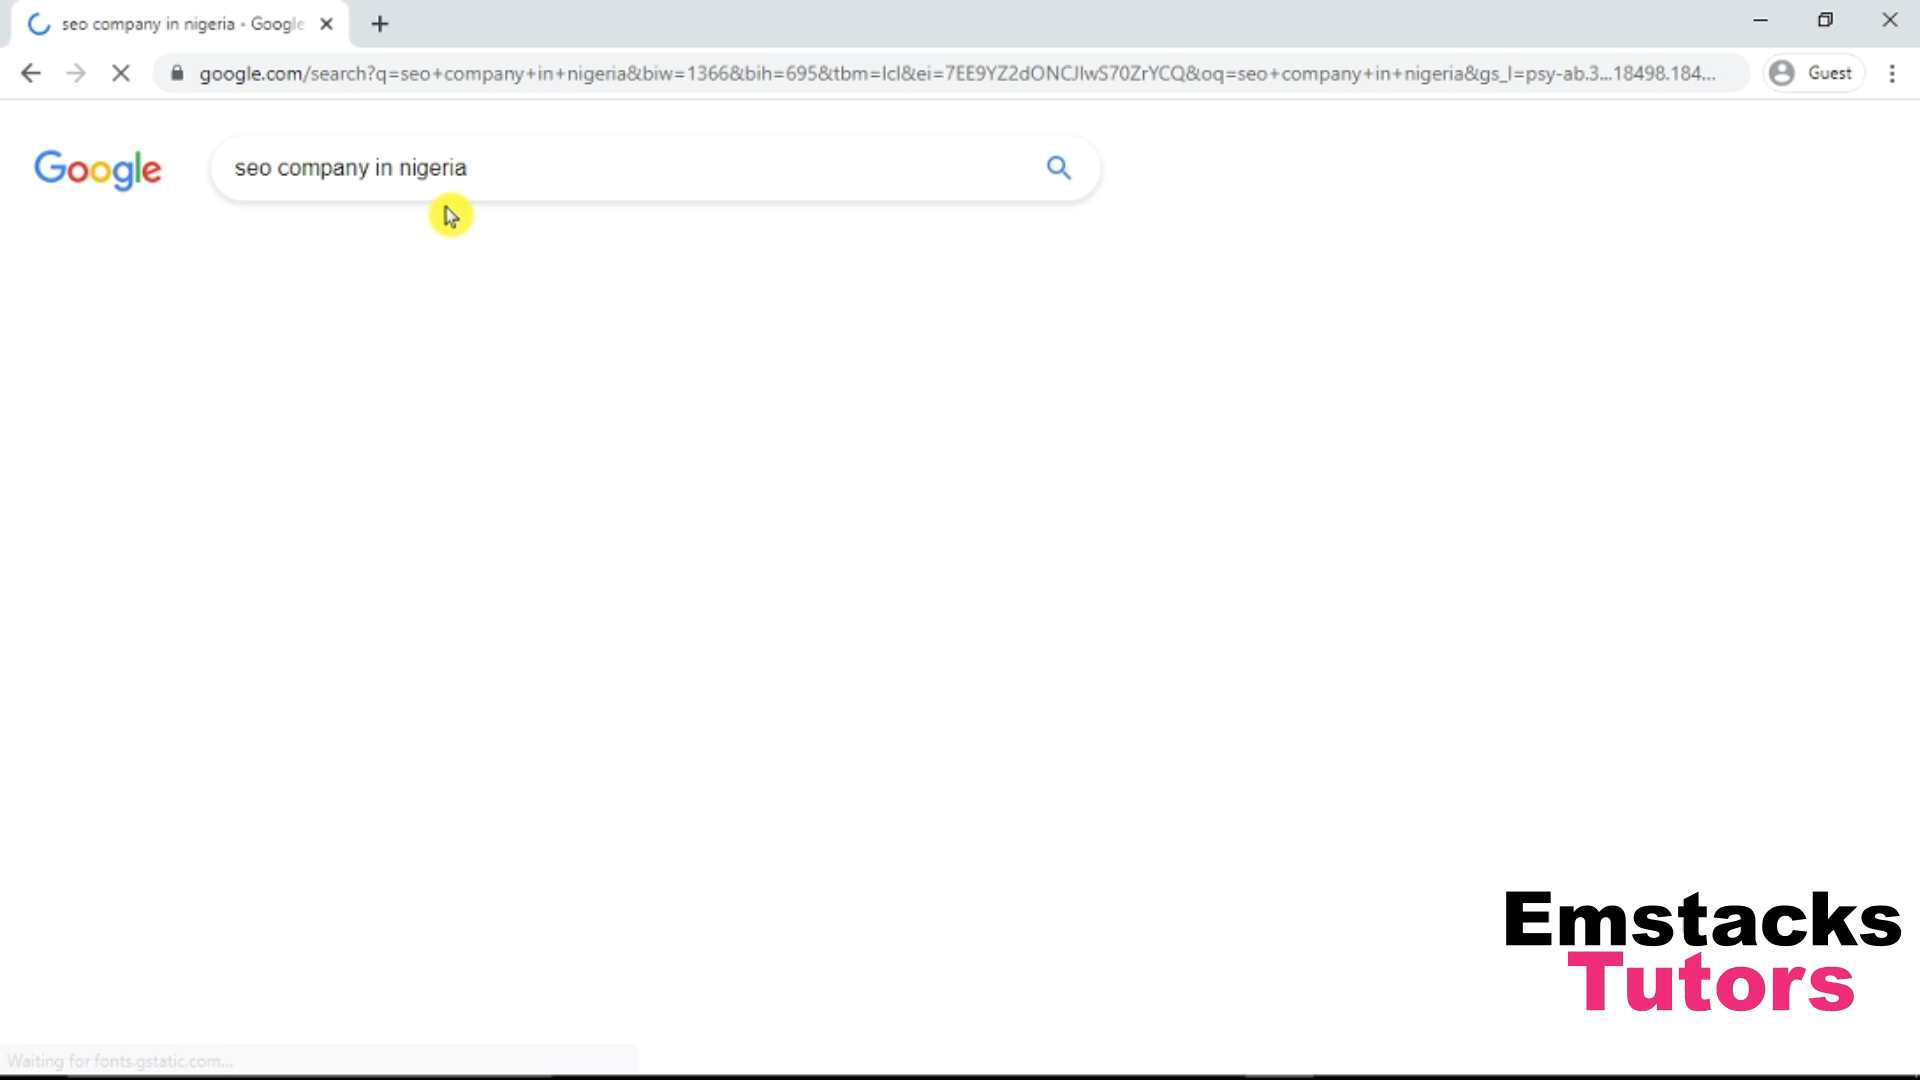 seo company in nigeria - Google
google.com/search?q=seo+company+in+nigeria&biw=1366&bih=695&tbm=lcl&ei=7EE9YZ2dONCJlwS70ZrYCQ&oq=seo+company+in+nigeria&gs_l=psy-ab.3...18498.184...
Guest
Google
seo company in nigeria
Emstacks
Tutors
Waiting for fonts.gstatic.com...